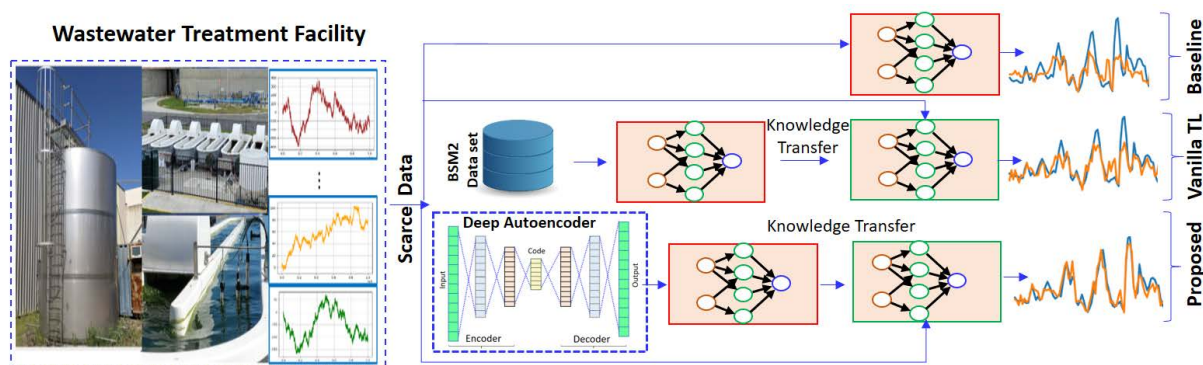 Wastewater Treatment Facility
Scarce Data
Baseline
BSM2
Data set
Knowledge
Transfer
Vanilla TL
Deep Autoencoder
Input
Code
Output
Encoder
Decoder
Knowledge Transfer
Proposed